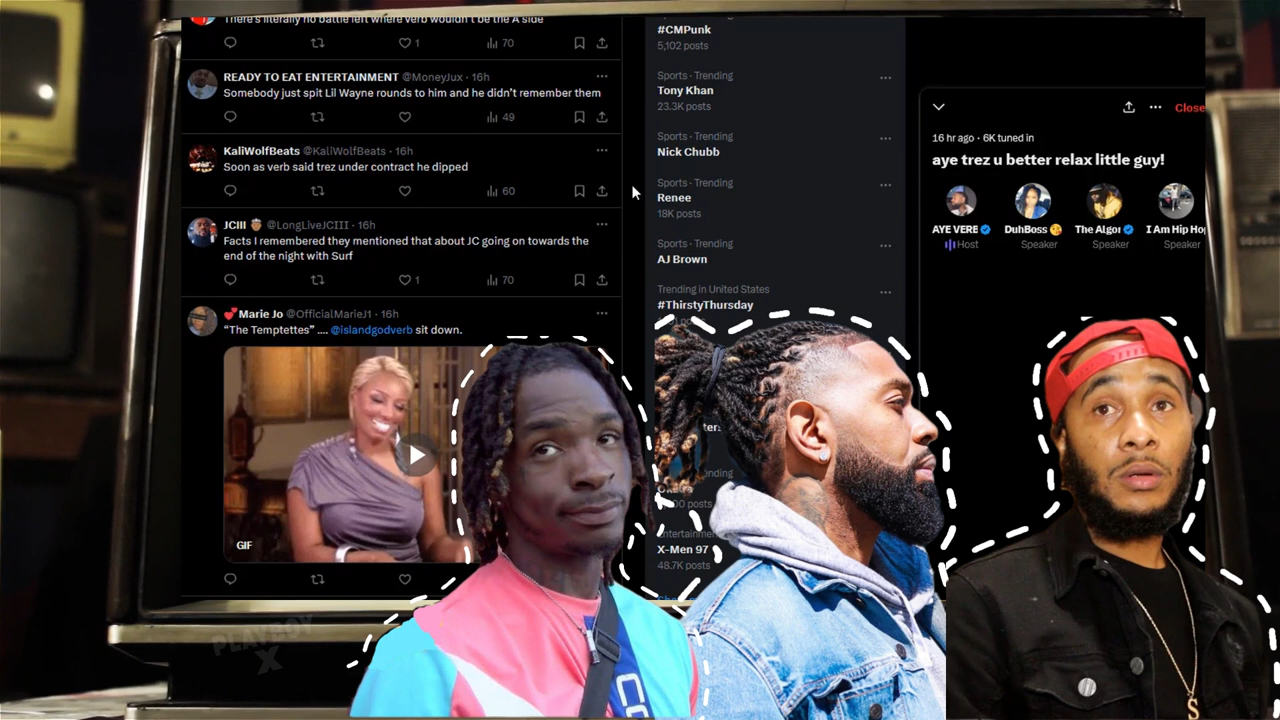 There's literally no battle left where verb wouldn't be the A side
1
70
READY TO EAT ENTERTAINMENT @MoneyJux · 16h
Somebody just spit Lil Wayne rounds to him and he didn't remember them
49
KaliWolfBeats @KaliWolfBeats · 16h
Soon as verb said trez under contract he dipped
60
JCIII @LongLiveJCIII · 16h
Facts I remembered they mentioned that about JC going on towards the
end of the night with Surf
1
70
Marie Jo @OfficialMarieJ1 · 16h
“The Temptettes” .... @islandgodverb sit down.
GIF
#CMPunk
5,102 posts
Sports · Trending
Tony Khan
23.3K posts
Sports · Trending
Nick Chubb
Sports · Trending
Renee
18K posts
Sports · Trending
AJ Brown
Trending in United States
#ThirstyThursday
X-Men 97
48.7K posts
Close
16 hr ago · 6K tuned in
aye trez u better relax little guy!
AYE VERB
Host
DuhBoss
Speaker
The Algor
Speaker
I Am Hip Ho
Speaker
PLAYBOY
X
S